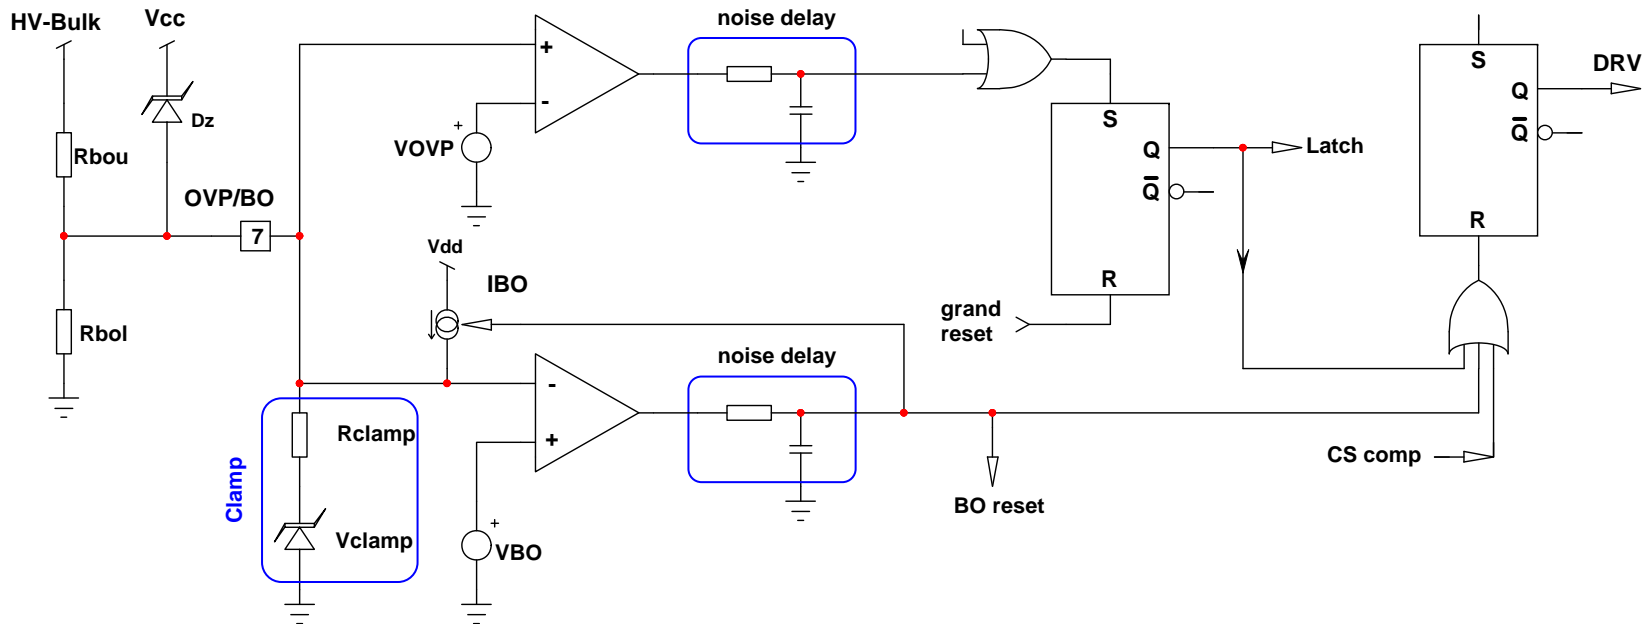 HV-Bulk
Vcc
noise delay
S
DRV
Q
Q
+
-
+
Dz
Rbou
VOVP
S
Latch
Q
Q
OVP/BO
7
R
Vdd
IBO
R
grand
reset
Rbol
noise delay
-
+
Rclamp
CS comp
Clamp
BO reset
+
Vclamp
VBO